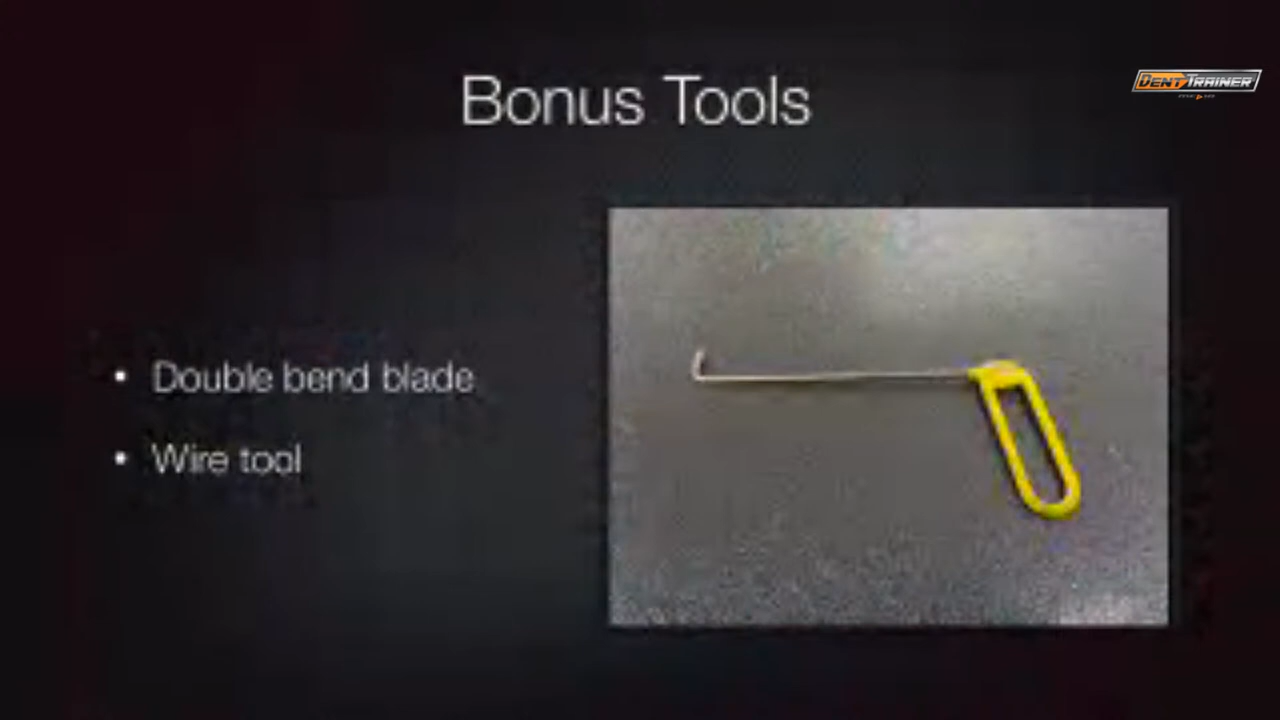 Bonus Tools
DENT TRAINER
• Double bend blade
• Wire tool